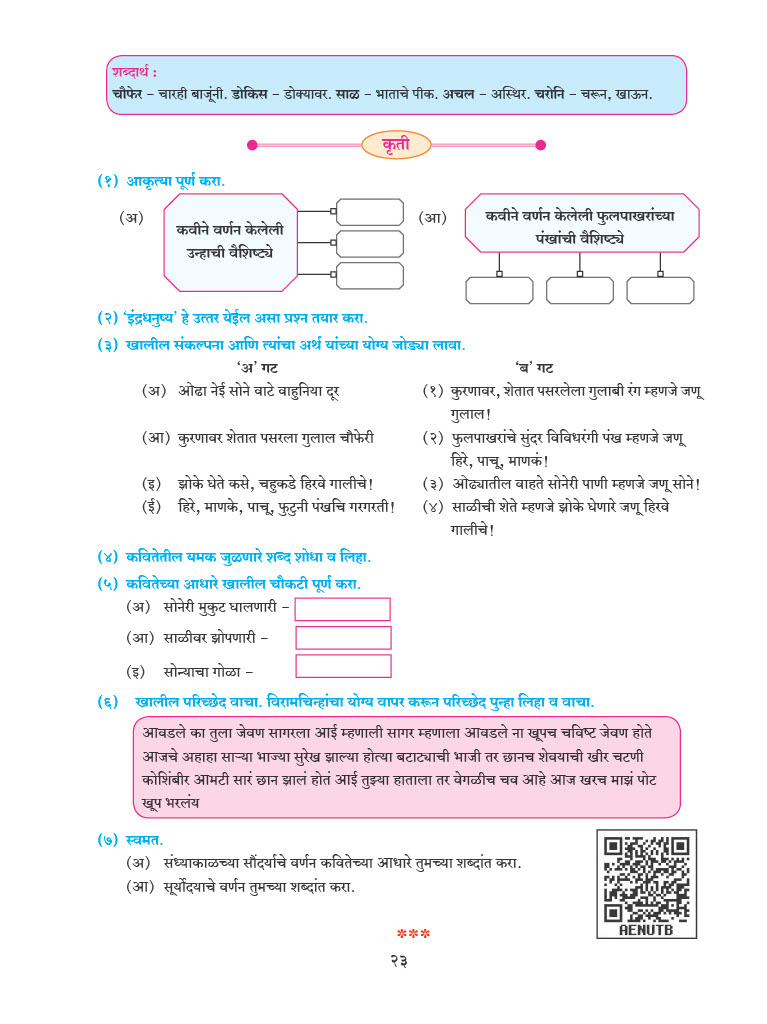 शब्दार्थ :
चौफेर – चारही बाजूंनी. डोकिस – डोक्यावर. साळ – भाताचे पीक. अचल – अस्थिर. चरोनि – चरून, खाऊन.
कृती
(१) आकृत्या पूर्ण करा.
(अ)
कवीने वर्णन केलेली
उन्हाची वैशिष्ट्ये
(आ)
कवीने वर्णन केलेली फुलपाखरांच्या
पंखांची वैशिष्ट्ये
(२) ‘इंद्रधनुष्य’ हे उत्तर येईल असा प्रश्न तयार करा.
(३) खालील संकल्पना आणि त्यांचा अर्थ यांच्या योग्य जोड्या लावा.
‘अ’ गट ‘ब’ गट
(अ) ओढा नेई सोने वाटे वाहुनिया दूर (१) कुरणावर, शेतात पसरलेला गुलाबी रंग म्हणजे जणू
गुलाल!
(आ) कुरणावर शेतात पसरला गुलाल चौफेरी (२) फुलपाखरांचे सुंदर विविधरंगी पंख म्हणजे जणू
हिरे, पाचू, माणकं!
(इ) झोके घेते कसे, चहुकडे हिरवे गालीचे! (३) ओढ्यातील वाहते सोनेरी पाणी म्हणजे जणू सोने!
(ई) हिरे, माणके, पाचू, फुटुनी पंखचि गरगरती! (४) साळीची शेते म्हणजे झोके घेणारे जणू हिरवे
गालीचे!
(४) कवितेतील यमक जुळणारे शब्द शोधा व लिहा.
(५) कवितेच्या आधारे खालील चौकटी पूर्ण करा.
(अ) सोनेरी मुकुट घालणारी –
(आ) साळीवर झोपणारी –
(इ) सोन्याचा गोळा –
(६) खालील परिच्छेद वाचा. विरामचिन्हांचा योग्य वापर करून परिच्छेद पुन्हा लिहा व वाचा.
आवडले का तुला जेवण सागरला आई म्हणाली सागर म्हणाला आवडले ना खूपच चविष्ट जेवण होते
आजचे अहाहा साऱ्या भाज्या सुरेख झाल्या होत्या बटाट्याची भाजी तर छानच शेवयाची खीर चटणी
कोशिंबीर आमटी सारं छान झालं होतं आई तुझ्या हाताला तर वेगळीच चव आहे आज खरच माझं पोट
खूप भरलंय
(७) स्वमत.
(अ) संध्याकाळच्या सौंदर्याचे वर्णन कवितेच्या आधारे तुमच्या शब्दांत करा.
(आ) सूर्योदयाचे वर्णन तुमच्या शब्दांत करा.
AENUTB
***
२३